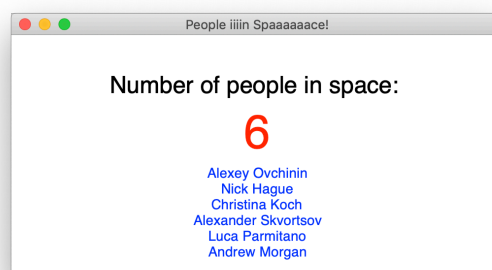 People iiiin Spaaaaaace!
Number of people in space:
6
Alexey Ovchinin
Nick Hague
Christina Koch
Alexander Skvortsov
Luca Parmitano
Andrew Morgan